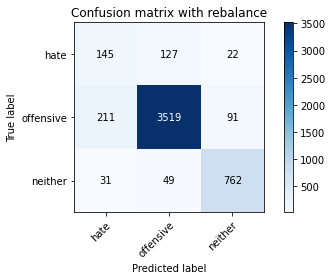 Confusion matrix with rebalance
True label
hate
145 127 22
offensive
211 3519 91
neither
31 49 762
hate
offensive
neither
Predicted label
3500
3000
2500
2000
1500
1000
500